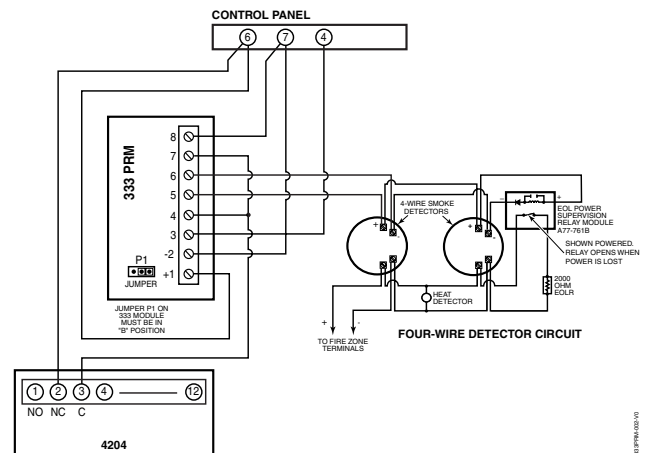 CONTROL PANEL
6 7 4
333 PRM
8
7
6
5
4
3
-2
+1
P1
JUMPER
JUMPER P1 ON
333 MODULE
MUST BE IN
"B" POSITION
4-WIRE SMOKE
DETECTORS
+ -
+ -
- +
EOL POWER
SUPERVISION
RELAY MODULE
A77-761B
SHOWN POWERED.
RELAY OPENS WHEN
POWER IS LOST
2000
OHM
EOLR
HEAT
DETECTOR
+ -
TO FIRE ZONE
TERMINALS
FOUR-WIRE DETECTOR CIRCUIT
1 2 3 4 12
NO NC C
4204
333PRM-002-V0